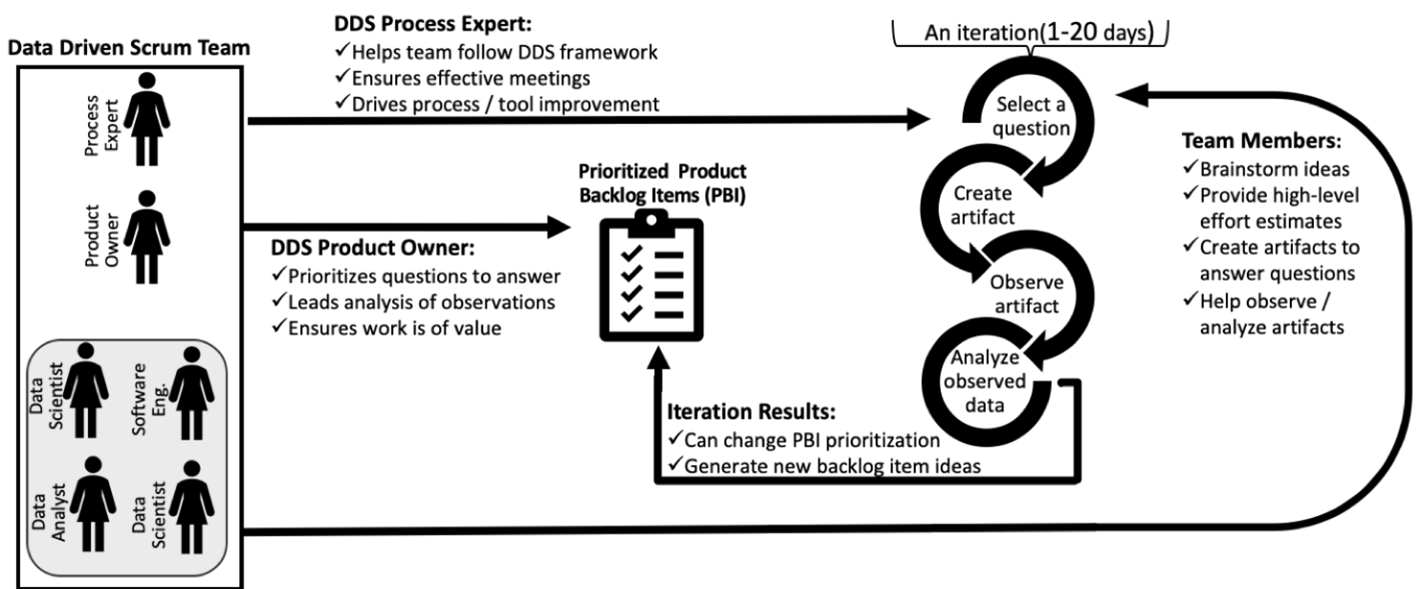 Data Driven Scrum Team
Process
Expert
Product
Owner
Data
Scientist
Software
Eng.
Data
Analyst
Data
Scientist
DDS Process Expert:
✓Helps team follow DDS framework
✓Ensures effective meetings
✓Drives process / tool improvement
DDS Product Owner:
✓Prioritizes questions to answer
✓Leads analysis of observations
✓Ensures work is of value
Prioritized Product
Backlog Items (PBI)
Iteration Results:
✓Can change PBI prioritization
✓Generate new backlog item ideas
An iteration(1-20 days)
Select a
question
Create
artifact
Observe
artifact
Analyze
observed
data
Team Members:
✓Brainstorm ideas
✓Provide high-level
effort estimates
✓Create artifacts to
answer questions
✓Help observe /
analyze artifacts